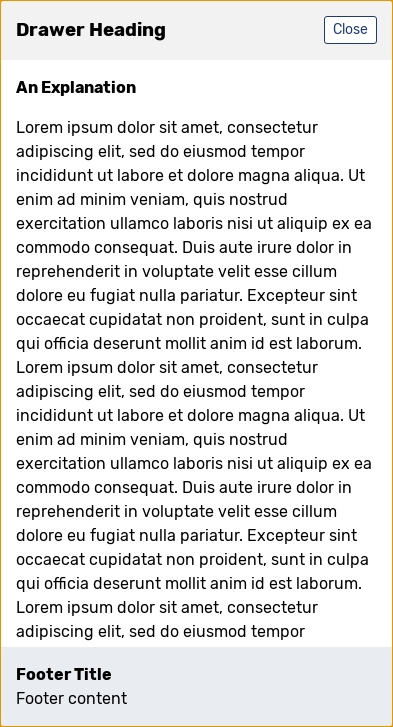 Drawer Heading
Close
An Explanation
Lorem ipsum dolor sit amet, consectetur
adipiscing elit, sed do eiusmod tempor
incididunt ut labore et dolore magna aliqua. Ut
enim ad minim veniam, quis nostrud
exercitation ullamco laboris nisi ut aliquip ex ea
commodo consequat. Duis aute irure dolor in
reprehenderit in voluptate velit esse cillum
dolore eu fugiat nulla pariatur. Excepteur sint
occaecat cupidatat non proident, sunt in culpa
qui officia deserunt mollit anim id est laborum.
Lorem ipsum dolor sit amet, consectetur
adipiscing elit, sed do eiusmod tempor
incididunt ut labore et dolore magna aliqua. Ut
enim ad minim veniam, quis nostrud
exercitation ullamco laboris nisi ut aliquip ex ea
commodo consequat. Duis aute irure dolor in
reprehenderit in voluptate velit esse cillum
dolore eu fugiat nulla pariatur. Excepteur sint
occaecat cupidatat non proident, sunt in culpa
qui officia deserunt mollit anim id est laborum.
Lorem ipsum dolor sit amet, consectetur
adipiscing elit, sed do eiusmod tempor
Footer Title
Footer content